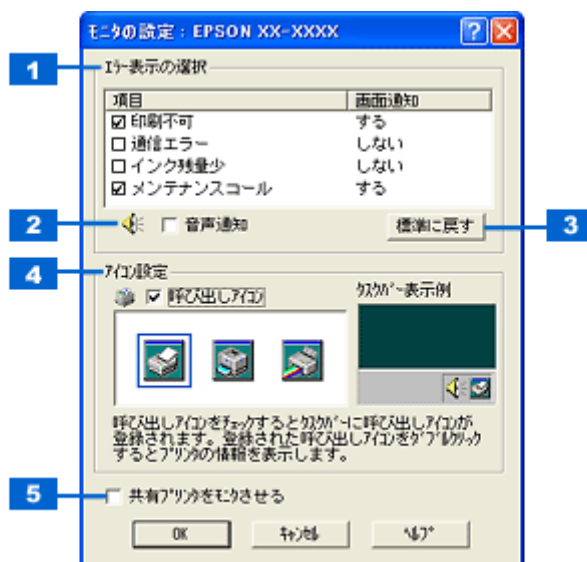 ﾓﾆﾀの設定 : EPSON XX-XXXX
1
ｴﾗｰ表示の選択
項目 画面通知
印刷不可 する
通信エラー しない
インク残量少 しない
メンテナンスコール する
2
音声通知
標準に戻す
3
4
ｱｲｺﾝ設定
呼び出しｱｲｺﾝ
ﾀｽｸﾊﾞｰ表示例
呼び出しｱｲｺﾝをﾁｪｯｸするとﾀｽｸﾊﾞｰに呼び出しｱｲｺﾝが
登録されます。登録された呼び出しｱｲｺﾝをﾀﾞﾌﾞﾙｸﾘｯｸ
するとﾌﾟﾘﾝﾀの情報を表示します。
5
共有ﾌﾟﾘﾝﾀをﾓﾆﾀさせる
OK
ｷｬﾝｾﾙ
ﾍﾙﾌﾟ